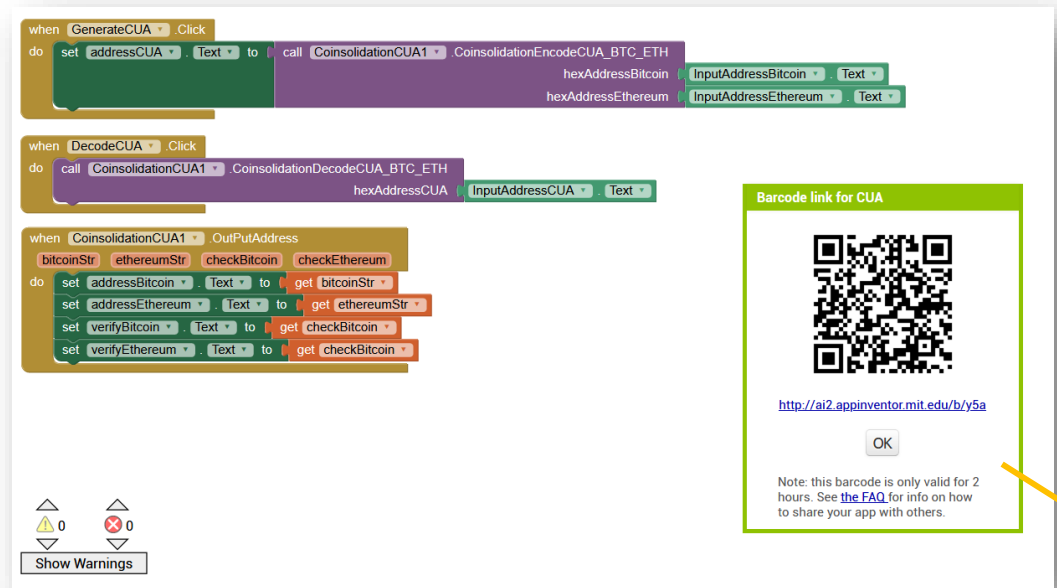 when GenerateCUA .Click
do set addressCUA . Text to call CoinsolidationCUA1 .CoinsolidationEncodeCUA_BTC_ETH
hexAddressBitcoin InputAddressBitcoin . Text
hexAddressEthereum InputAddressEthereum . Text
when DecodeCUA .Click
do call CoinsolidationCUA1 .CoinsolidationDecodeCUA_BTC_ETH
hexAddressCUA InputAddressCUA . Text
when CoinsolidationCUA1 .OutPutAddress
bitcoinStr ethereumStr checkBitcoin checkEthereum
do set addressBitcoin . Text to get bitcoinStr
set addressEthereum . Text to get ethereumStr
set verifyBitcoin . Text to get checkBitcoin
set verifyEthereum . Text to get checkBitcoin
0 0
Show Warnings
Barcode link for CUA
http://ai2.appinventor.mit.edu/b/y5a
OK
Note: this barcode is only valid for 2
hours. See the FAQ for info on how
to share your app with others.